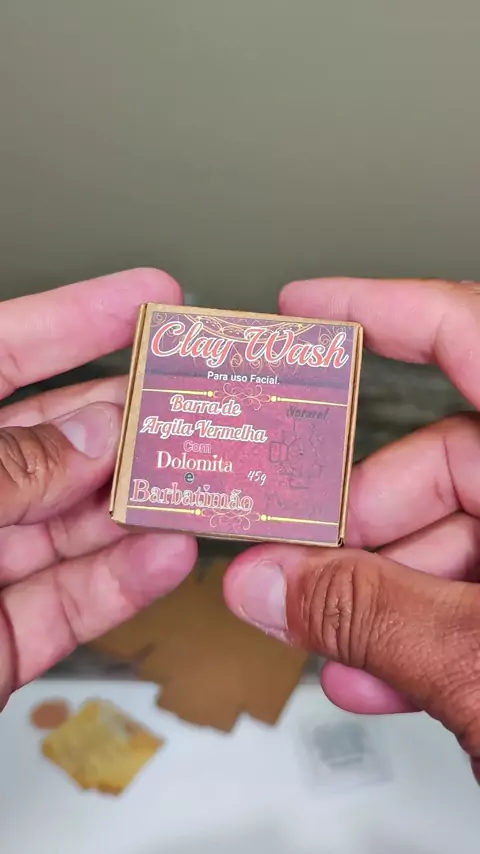 Clay Wash
Para uso Facial.
Barra de
Natural
Argila Vermelha
Com
Dolomita 45g
e
Barbatimão